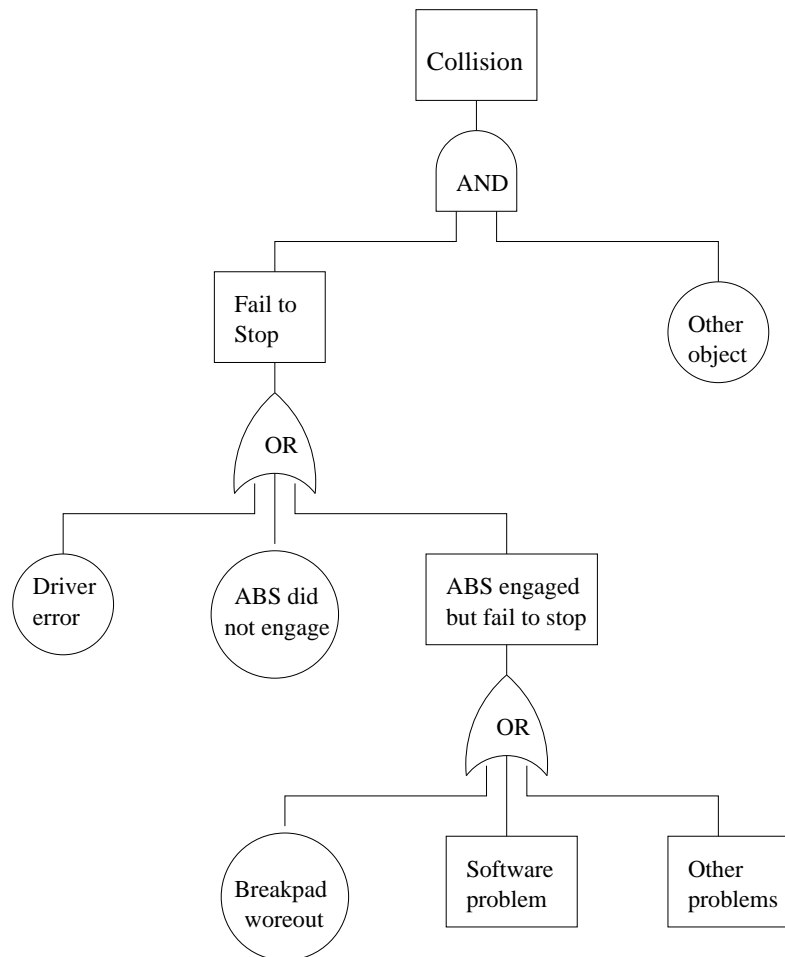 Collision
AND
Fail to
Stop
Other
object
OR
Driver
error
ABS did
not engage
ABS engaged
but fail to stop
OR
Breakpad
woreout
Software
problem
Other
problems